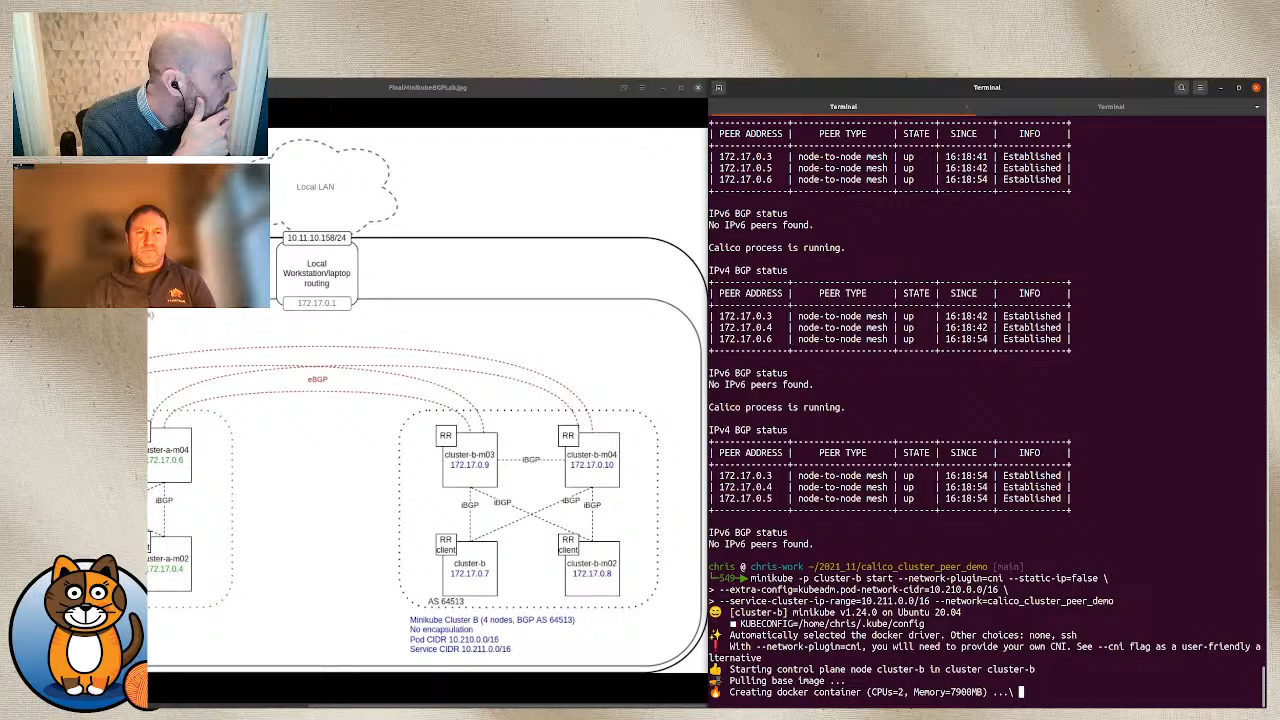 FinalMinikubeBGPLab.jpg
Local LAN
10.11.10.158/24
Local
Workstation/laptop
routing
172.17.0.1
eBGP
RR
RR
cluster-b-m03
172.17.0.9
iBGP
cluster-b-m04
172.17.0.10
iBGP
iBGP
iBGP
iBGP
RR
client
RR
client
cluster-b
172.17.0.7
cluster-b-m02
172.17.0.8
AS 64513
Minikube Cluster B (4 nodes, BGP AS 64513)
No encapsulation
Pod CIDR 10.210.0.0/16
Service CIDR 10.211.0.0/16
uster-a-m04
172.17.0.6
iBGP
uster-a-m02
172.17.0.4
Terminal
Terminal
Terminal
| PEER ADDRESS | PEER TYPE | STATE | SINCE | INFO |
| 172.17.0.3 | node-to-node mesh | up | 16:18:41 | Established |
| 172.17.0.5 | node-to-node mesh | up | 16:18:42 | Established |
| 172.17.0.6 | node-to-node mesh | up | 16:18:54 | Established |
IPv6 BGP status
No IPv6 peers found.
Calico process is running.
IPv4 BGP status
| PEER ADDRESS | PEER TYPE | STATE | SINCE | INFO |
| 172.17.0.3 | node-to-node mesh | up | 16:18:42 | Established |
| 172.17.0.4 | node-to-node mesh | up | 16:18:42 | Established |
| 172.17.0.6 | node-to-node mesh | up | 16:18:54 | Established |
IPv6 BGP status
No IPv6 peers found.
Calico process is running.
IPv4 BGP status
| PEER ADDRESS | PEER TYPE | STATE | SINCE | INFO |
| 172.17.0.3 | node-to-node mesh | up | 16:18:54 | Established |
| 172.17.0.4 | node-to-node mesh | up | 16:18:54 | Established |
| 172.17.0.5 | node-to-node mesh | up | 16:18:54 | Established |
IPv6 BGP status
No IPv6 peers found.
chris @ chris-work ~/2021_11/calico_cluster_peer_demo [main]
549 minikube -p cluster-b start --network-plugin=cni --static-ip=false \
> --extra-config=kubeadm.pod-network-cidr=10.210.0.0/16 \
> --service-cluster-ip-range=10.211.0.0/16 --network=calico_cluster_peer_demo
[cluster-b] minikube v1.24.0 on Ubuntu 20.04
KUBECONFIG=/home/chris/.kube/config
Automatically selected the docker driver. Other choices: none, ssh
With --network-plugin=cni, you will need to provide your own CNI. See --cni flag as a user-friendly a
lternative
Starting control plane node cluster-b in cluster cluster-b
Pulling base image ...
Creating docker container (CPUs=2, Memory=7900MB) ...\